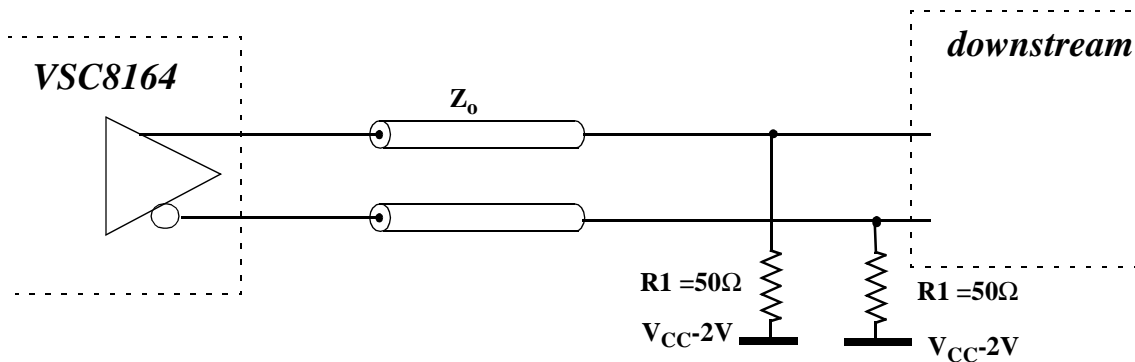 VSC8164
downstream
Zo
R1 =50Ω
R1 =50Ω
VCC-2V
VCC-2V